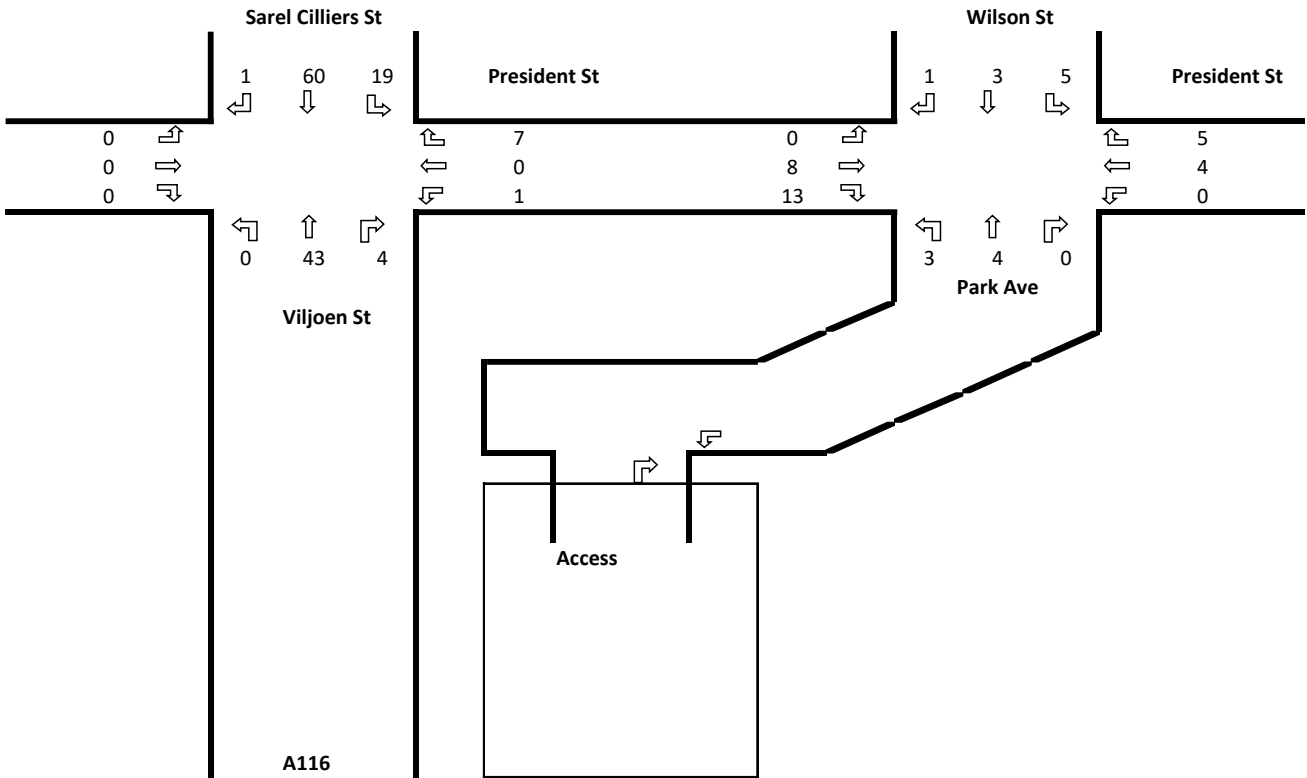 Sarel Cilliers St Wilson St
1 60 19 President St 1 3 5 President St
0 7 0 5
0 0 8 4
0 1 13 0
0 43 4 3 4 0
Park Ave
Viljoen St
Access
A116